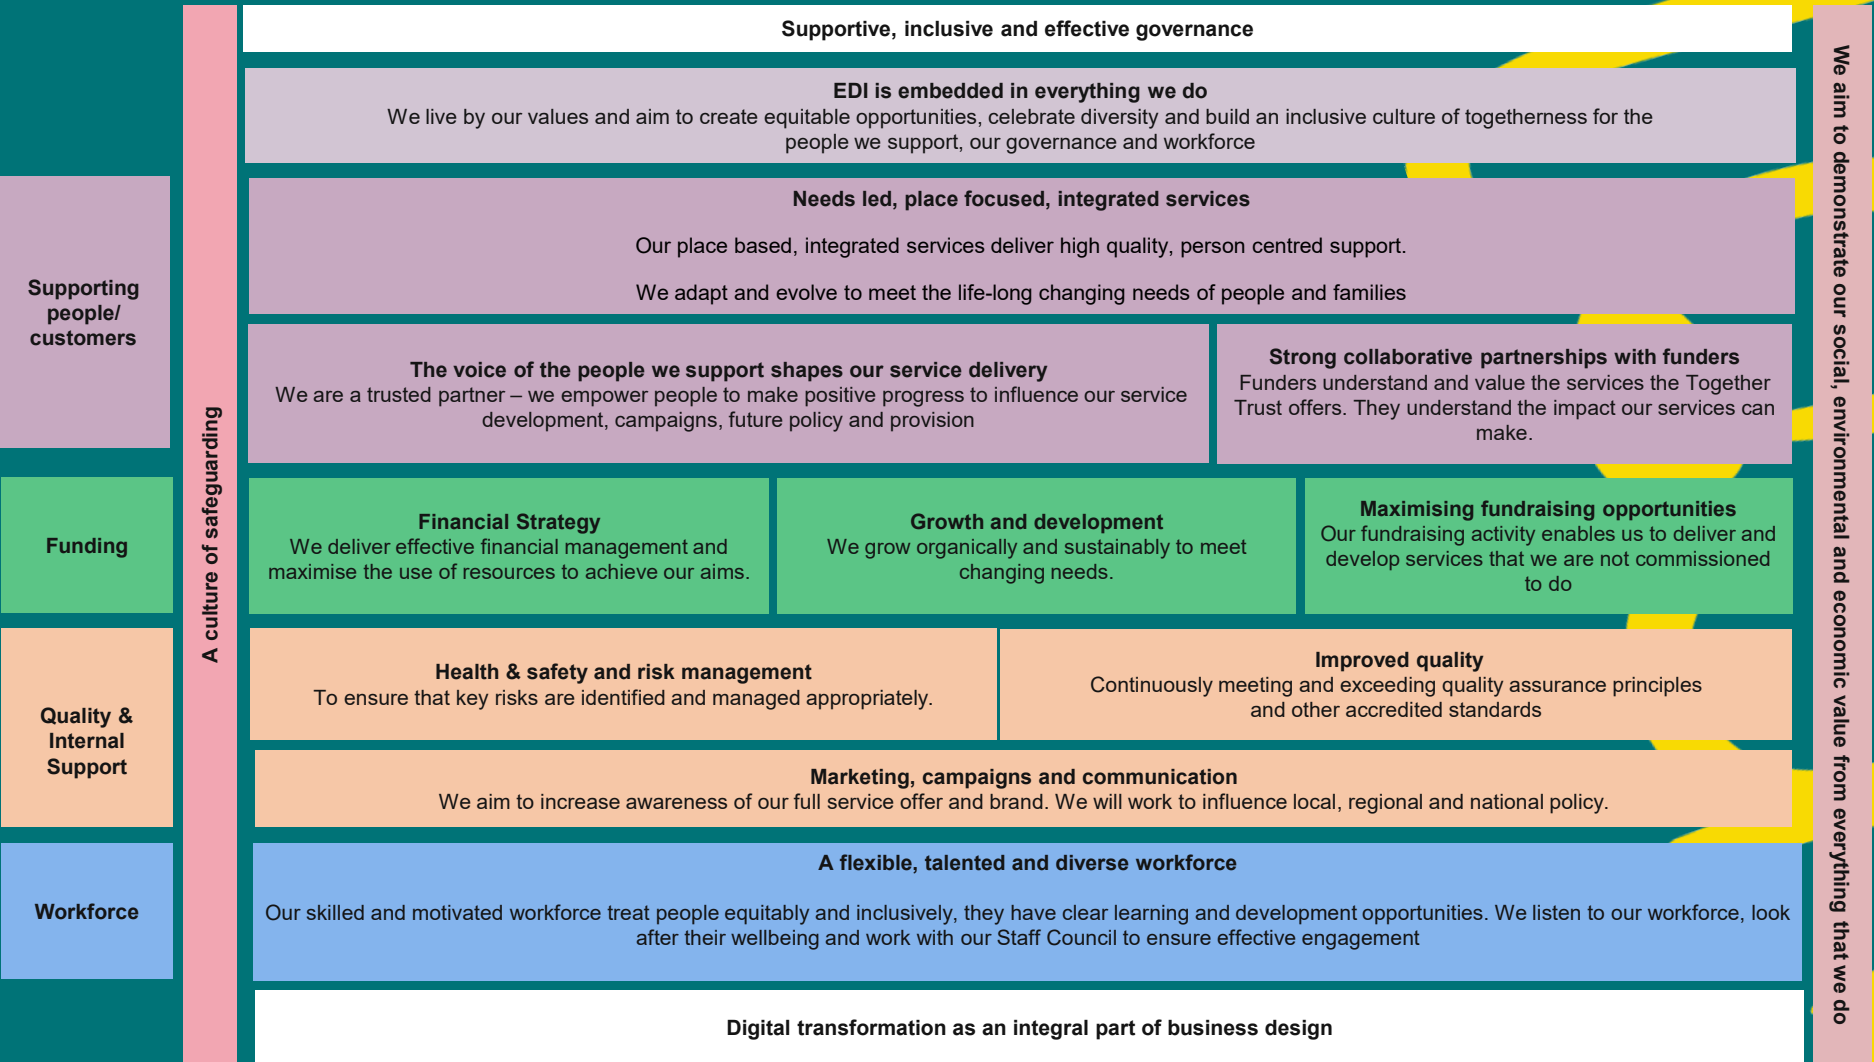 Supportive, inclusive and effective governance
EDI is embedded in everything we do
We live by our values and aim to create equitable opportunities, celebrate diversity and build an inclusive culture of togetherness for the
people we support, our governance and workforce
Supporting
people/
customers
Needs led, place focused, integrated services
Our place based, integrated services deliver high quality, person centred support.
We adapt and evolve to meet the life-long changing needs of people and families
The voice of the people we support shapes our service delivery
We are a trusted partner – we empower people to make positive progress to influence our service
development, campaigns, future policy and provision
Strong collaborative partnerships with funders
Funders understand and value the services the Together
Trust offers. They understand the impact our services can
make.
Funding
Financial Strategy
We deliver effective financial management and
maximise the use of resources to achieve our aims.
Growth and development
We grow organically and sustainably to meet
changing needs.
Maximising fundraising opportunities
Our fundraising activity enables us to deliver and
develop services that we are not commissioned
to do
Quality &
Internal
Support
Health & safety and risk management
To ensure that key risks are identified and managed appropriately.
Improved quality
Continuously meeting and exceeding quality assurance principles
and other accredited standards
Marketing, campaigns and communication
We aim to increase awareness of our full service offer and brand. We will work to influence local, regional and national policy.
Workforce
A flexible, talented and diverse workforce
Our skilled and motivated workforce treat people equitably and inclusively, they have clear learning and development opportunities. We listen to our workforce, look
after their wellbeing and work with our Staff Council to ensure effective engagement
Digital transformation as an integral part of business design
A culture of safeguarding
We aim to demonstrate our social, environmental and economic value from everything that we do